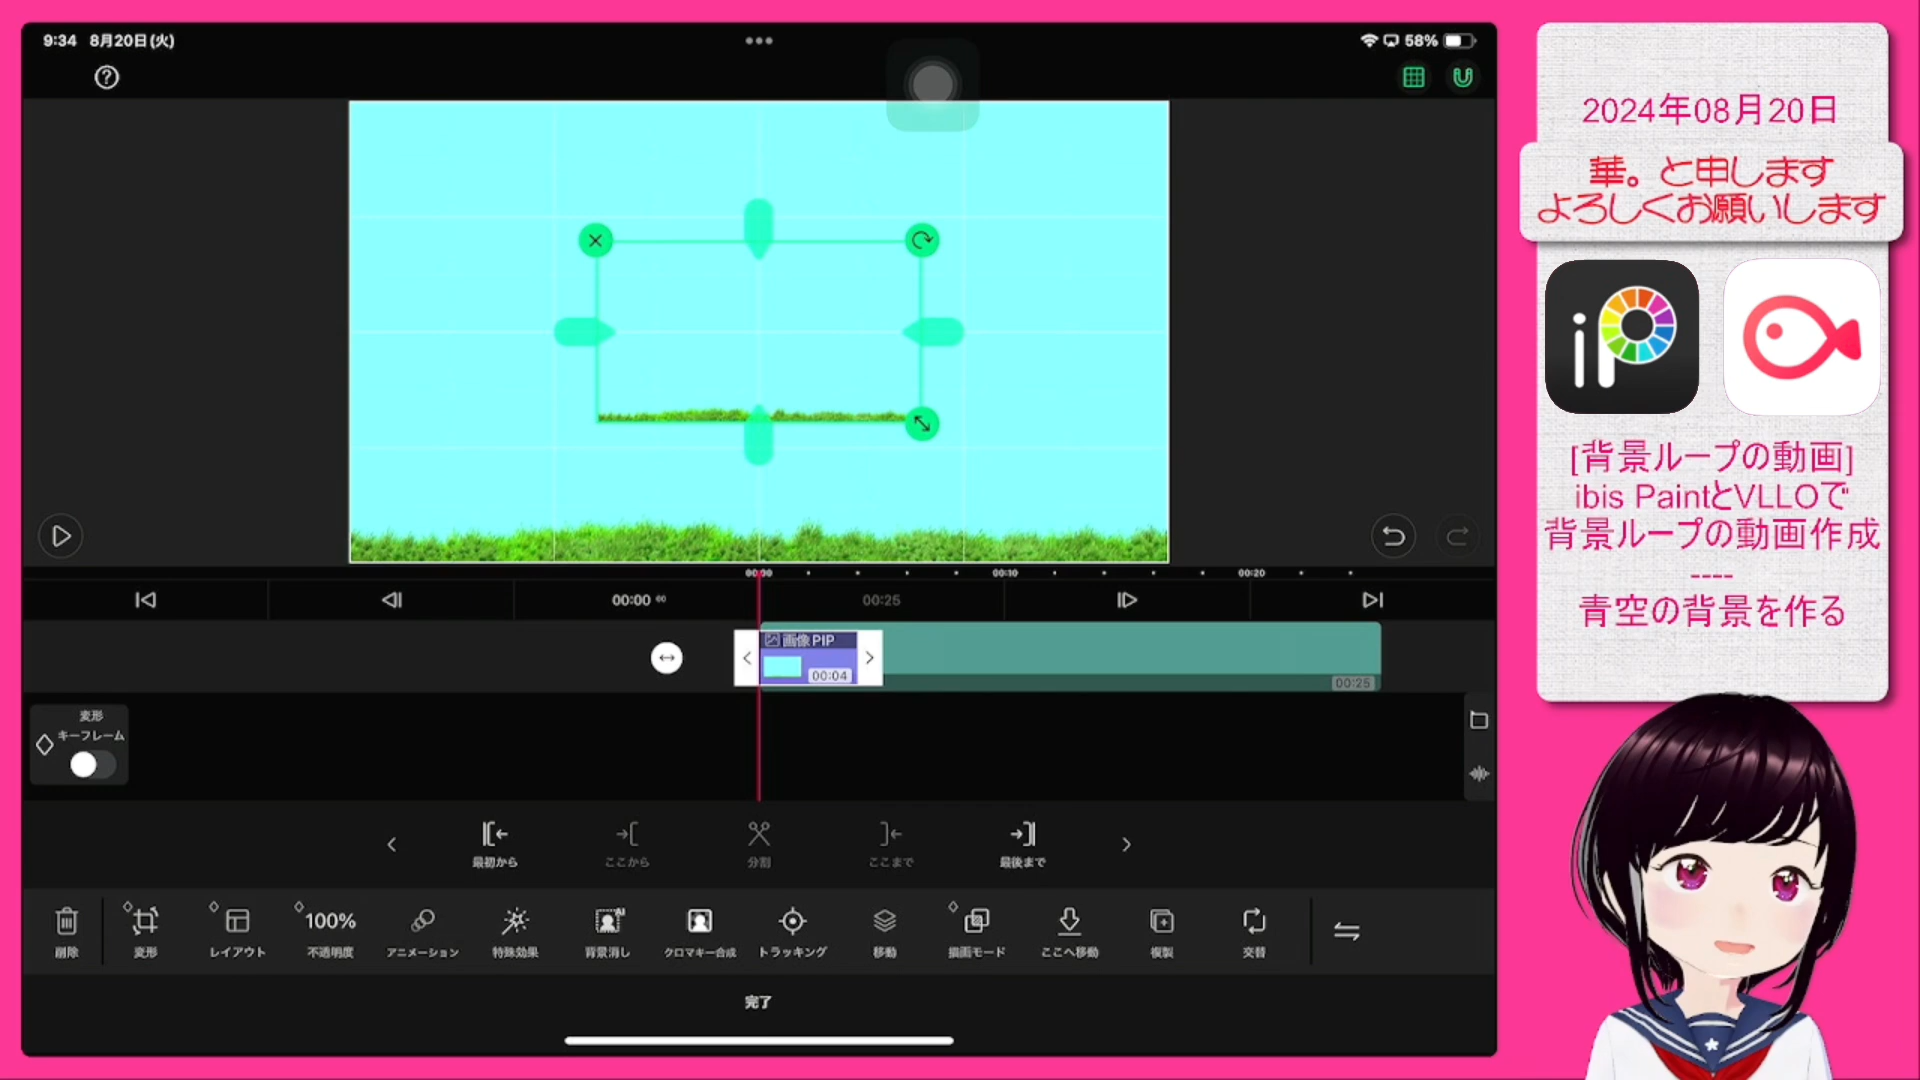 9:34 8月20日(火)
58%
00:00
00:10
00:20
00:00
00:25
画像PIP
00:04
00:25
変形
キーフレーム
最初から
ここから
分割
ここまで
最後まで
削除
変形
レイアウト
100%
不透明度
アニメーション
特殊効果
AI
背景消し
クロマキー合成
トラッキング
移動
描画モード
ここへ移動
複製
交替
完了
2024年08月20日
華。と申します
よろしくお願いします
iP
[背景ループの動画]
ibis PaintとVLLOで
背景ループの動画作成
----
青空の背景を作る